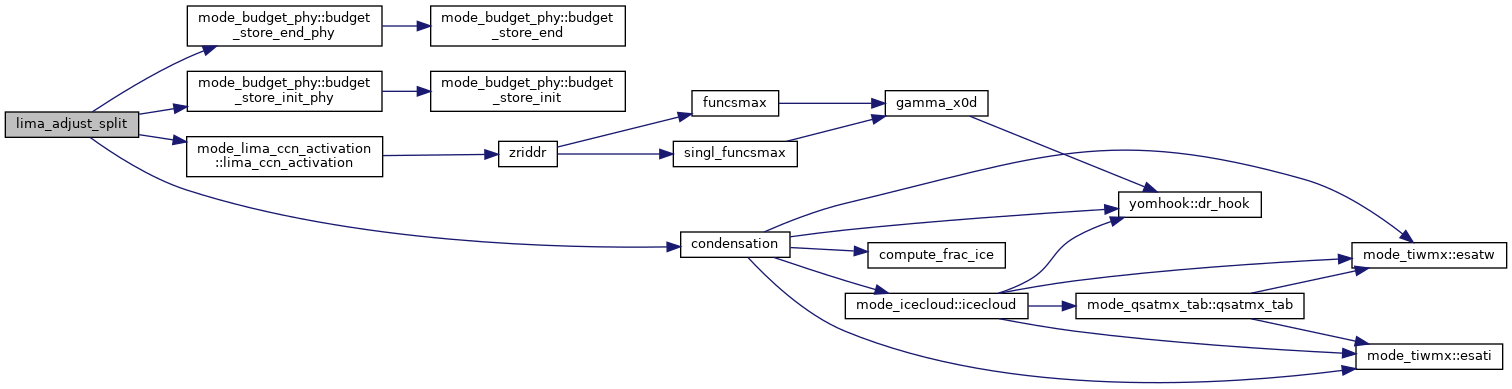 lima_adjust_split
mode_budget_phy::budget
_store_end_phy
mode_budget_phy::budget
_store_end
mode_budget_phy::budget
_store_init_phy
mode_budget_phy::budget
_store_init
mode_lima_ccn_activation
::lima_ccn_activation
zriddr
funcsmax
singl_funcsmax
gamma_x0d
yomhook::dr_hook
condensation
compute_frac_ice
mode_icecloud::icecloud
mode_qsatmx_tab::qsatmx_tab
mode_tiwmx::esatw
mode_tiwmx::esati